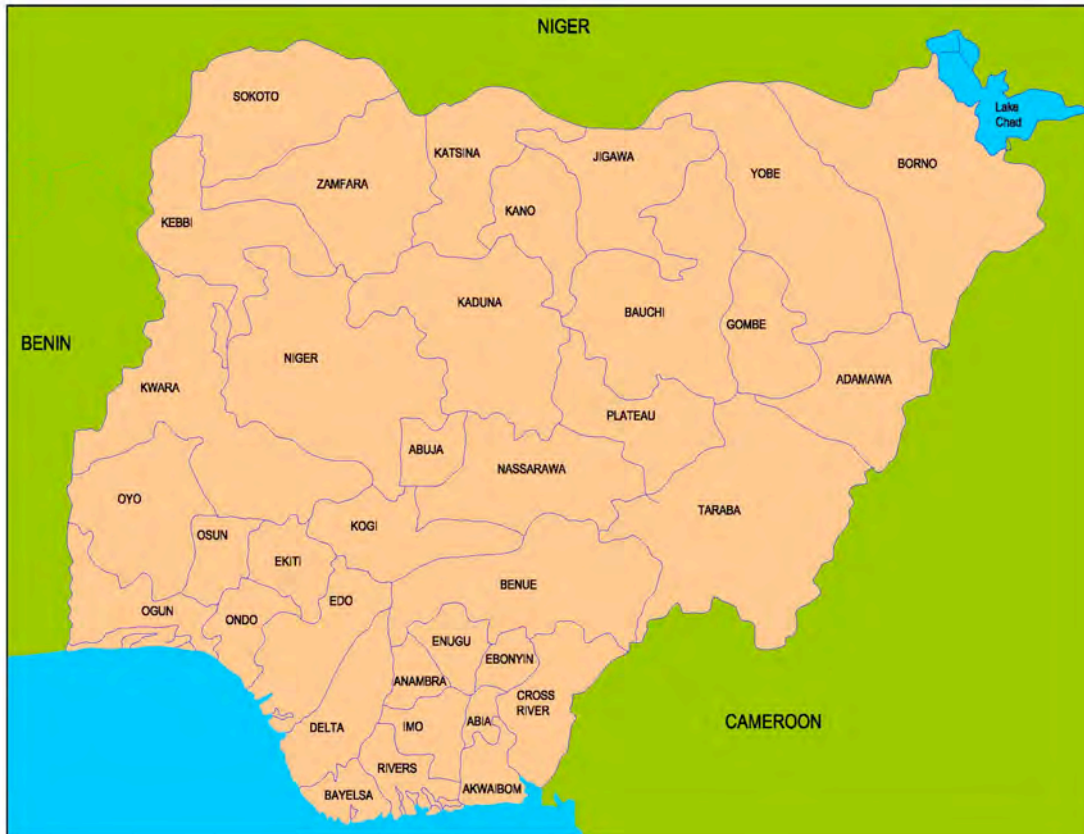 NIGER
SOKOTO
Lake
Chad
KATSINA
JIGAWA
BORNO
YOBE
ZAMFARA
KANO
KEBBI
KADUNA
BAUCHI
GOMBE
BENIN
NIGER
ADAMAWA
KWARA
PLATEAU
ABUJA
NASSARAWA
OYO
TARABA
KOGI
OSUN
EKITI
BENUE
EDO
OGUN
ONDO
ENUGU
EBONYIN
ANAMBRA
CROSS
RIVER
CAMEROON
DELTA
IMO
ABIA
RIVERS
BAYELSA
AKWAIBOM